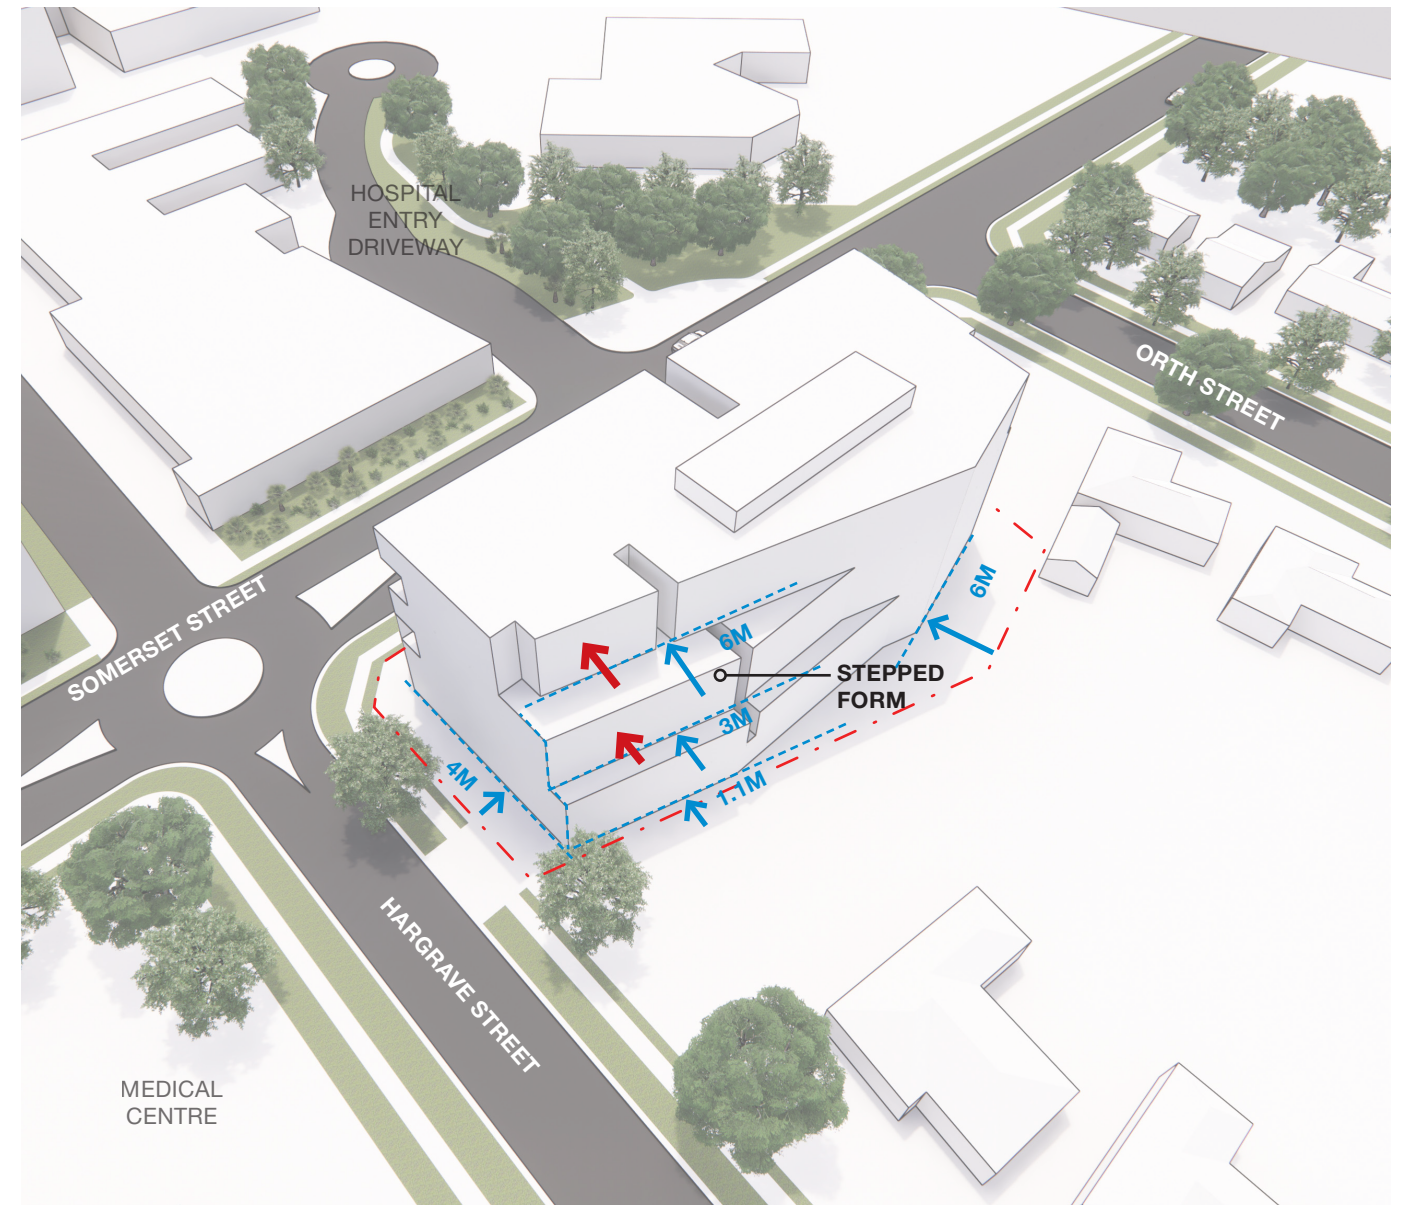 HOSPITAL
ENTRY
DRIVEWAY
ORTH STREET
SOMERSET STREET
6M
6M
STEPPED
FORM
3M
4M
1.1M
HARGRAVE STREET
MEDICAL
CENTRE